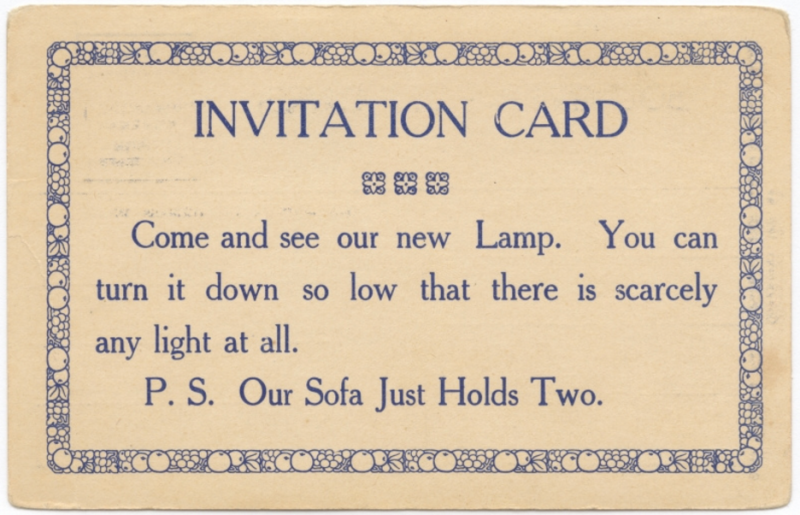 INVITATION CARD
Come and see our new Lamp. You can
turn it down so low that there is scarcely
any light at all.
P. S. Our Sofa Just Holds Two.